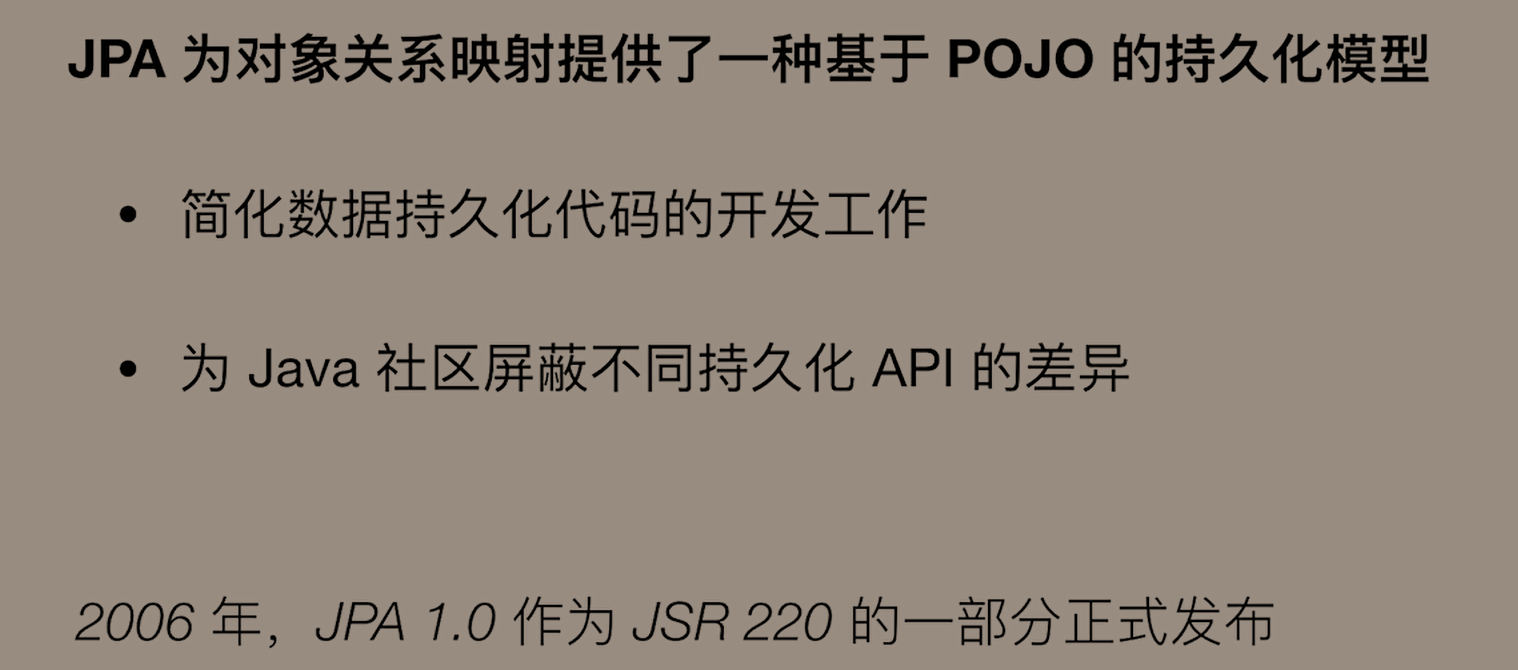 JPA 为对象关系映射提供了一种基于 POJO 的持久化模型
• 简化数据持久化代码的开发工作
• 为 Java 社区屏蔽不同持久化 API 的差异
2006 年，JPA 1.0 作为 JSR 220 的一部分正式发布